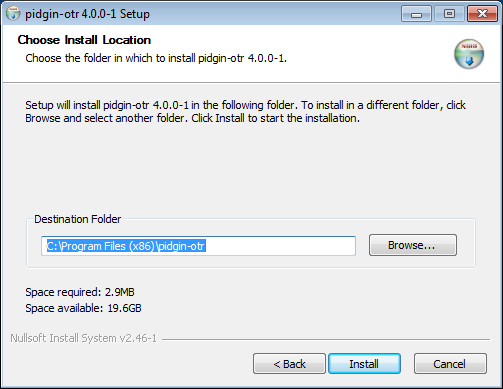 pidgin-otr 4.0.0-1 Setup
Choose Install Location
Choose the folder in which to install pidgin-otr 4.0.0-1.
Setup will install pidgin-otr 4.0.0-1 in the following folder. To install in a different folder, click
Browse and select another folder. Click Install to start the installation.
Destination Folder
C:\Program Files (x86)\pidgin-otr
Browse...
Space required: 2.9MB
Space available: 19.6GB
Nullsoft Install System v2.46-1
< Back
Install
Cancel